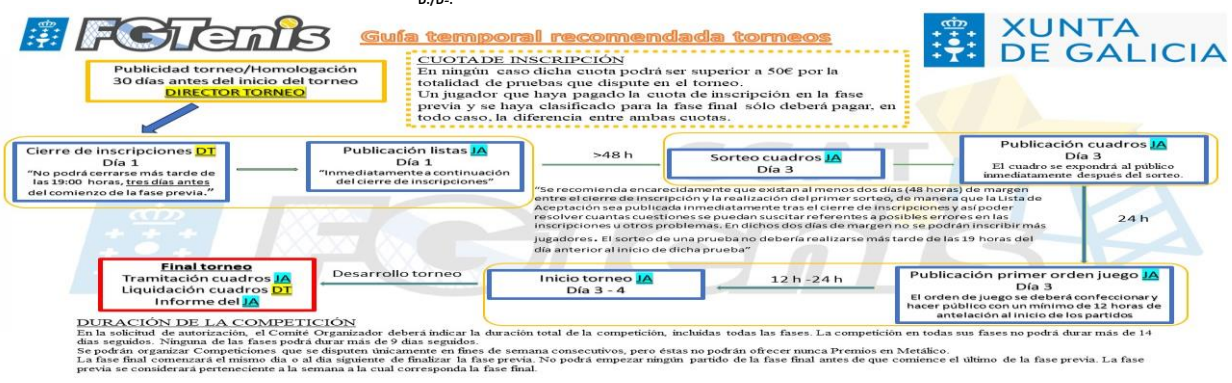 D./Dª.
FGTenis
Guía temporal recomendada torneos
XUNTA
DE GALICIA
Publicidad torneo/Homologación
30 días antes del inicio del torneo
DIRECTOR TORNEO
CUOTA DE INSCRIPCIÓN
En ningún caso dicha cuota podrá ser superior a 50€ por la
totalidad de pruebas que dispute en el torneo.
Un jugador que haya pagado la cuota de inscripción en la fase
previa y se haya clasificado para la fase final sólo deberá pagar, en
todo caso, la diferencia entre ambas cuotas.
Cierre de inscripciones DT
Día 1
"No podrá cerrarse más tarde de
las 19:00 horas, tres días antes
del comienzo de la fase previa."
Publicación listas JA
Día 1
"Inmediatamente a continuación
del cierre de inscripciones"
>48 h
Sorteo cuadros JA
Día 3
Publicación cuadros JA
Día 3
El cuadro se expondrá al público
inmediatamente después del sorteo.
"Se recomienda encarecidamente que existan al menos dos días (48 horas) de margen
entre el cierre de inscripción y la realización del primer sorteo, de manera que la Lista de
Aceptación sea publicada inmediatamente tras el cierre de inscripciones y así poder
resolver cuantas cuestiones se puedan suscitar referentes a posibles errores en las
inscripciones u otros problemas. En dichos dos días de margen no se podrán inscribir más
jugadores. El sorteo de una prueba no debería realizarse más tarde de las 19 horas del
día anterior al inicio de dicha prueba"
24 h
Final torneo
Tramitación cuadros JA
Liquidación cuadros DT
Informe del JA
Desarrollo torneo
Inicio torneo JA
Día 3 - 4
12 h -24 h
Publicación primer orden juego JA
Día 3
El orden de juego se deberá confeccionar y
hacer público con un mínimo de 12 horas de
antelación al inicio de los partidos
DURACIÓN DE LA COMPETICIÓN
En la solicitud de autorización, el Comité Organizador deberá indicar la duración total de la competición, incluidas todas las fases. La competición en todas sus fases no podrá durar más de 14
días seguidos. Ninguna de las fases podrá durar más de 9 días seguidos.
Se podrán organizar Competiciones que se disputen únicamente en fines de semana consecutivos, pero éstas no podrán ofrecer nunca Premios en Metálico.
La fase final comenzará el mismo día o al día siguiente de finalizar la fase previa. No podrá empezar ningún partido de la fase final antes de que comience el último de la fase previa. La fase
previa se considerará perteneciente a la semana a la cual corresponda la fase final.